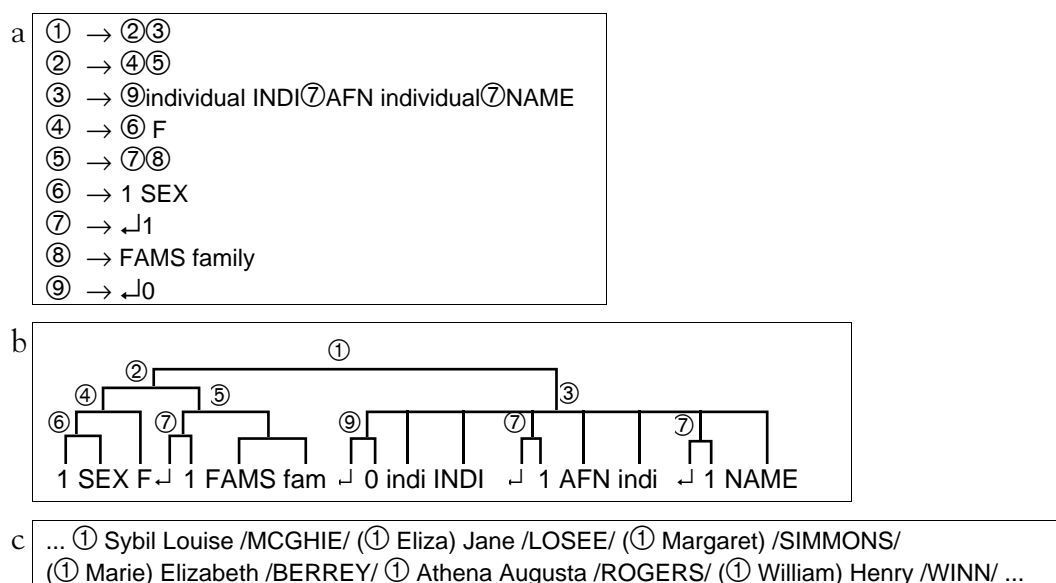 a
① → ②③
② → ④⑤
③ → ⑨individual INDI⑦AFN individual⑦NAME
④ → ⑥ F
⑤ → ⑦⑧
⑥ → 1 SEX
⑦ → ↵1
⑧ → FAMS family
⑨ → ↵0
b
①
②
④ ⑤ ③
⑥ ⑦ ⑨ ⑦ ⑦
1 SEX F↵ 1 FAMS fam ↵ 0 indi INDI ↵ 1 AFN indi ↵ 1 NAME
c
... ① Sybil Louise /MCGHIE/ (① Eliza) Jane /LOSEE/ (① Margaret) /SIMMONS/
(① Marie) Elizabeth /BERREY/ ① Athena Augusta /ROGERS/ (① William) Henry /WINN/ ...